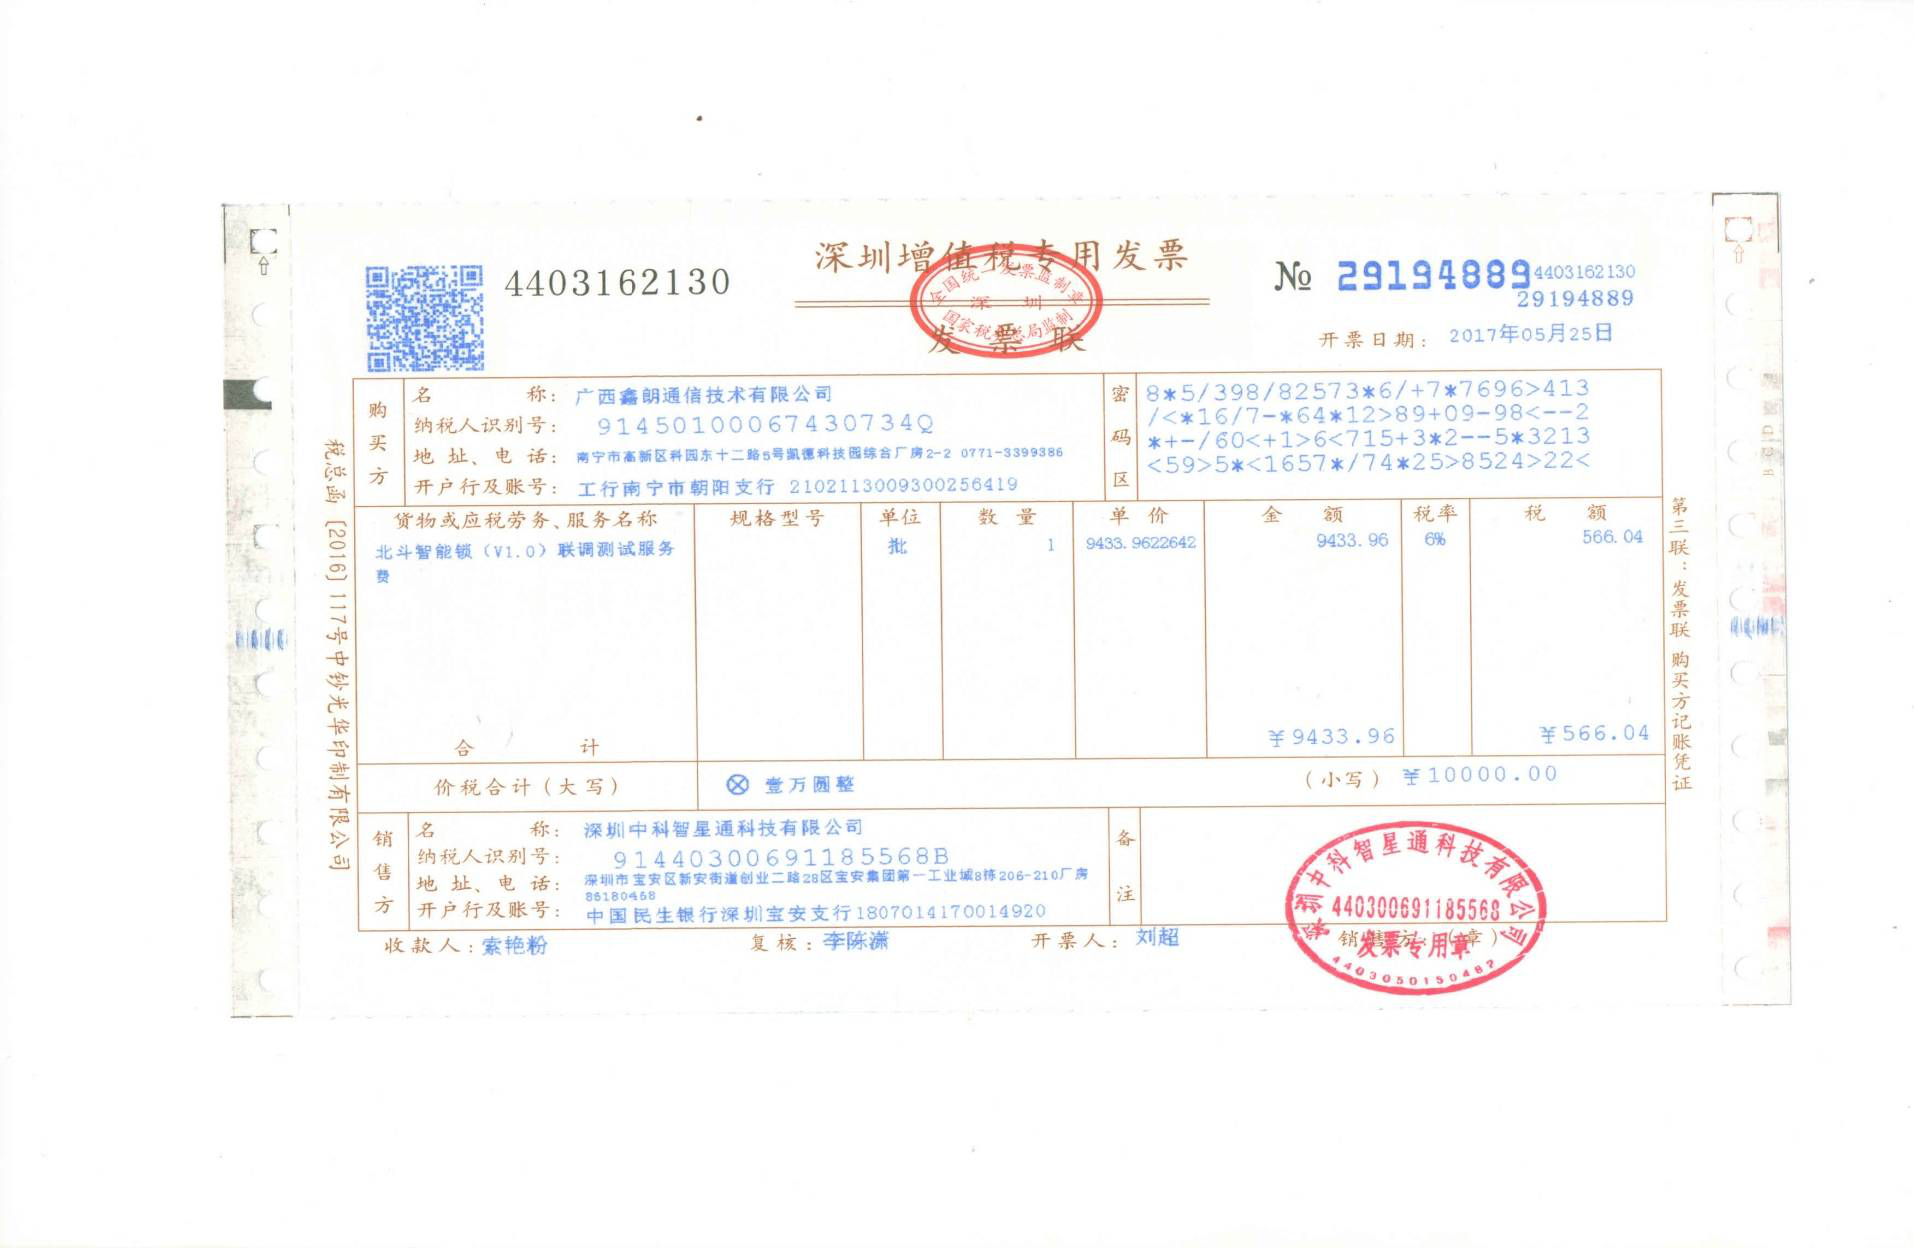 深圳增值税专用发票
4403162130
№ 29194889
4403162130
29194889
全国统一发票监制章
深圳
国家税务总局监制
发票联
开票日期：2017年05月25日
购买方
名称：广西鑫朗通信技术有限公司
纳税人识别号：91450100067430734Q
地址、电话：南宁市高新区科园东十二路5号凯德科技园综合厂房2-2 0771-3399386
开户行及账号：工行南宁市朝阳支行 2102113009300256419
密码区
8*5/398/82573*6/+7*7696>413
/<*16/7-*64*12>89+09-98<--2
*+-/60<+1>6<715+3*2--5*3213
<59>5*<1657*/74*25>8524>22<
货物或应税劳务、服务名称 规格型号 单位 数量 单价 金额 税率 税额
北斗智能锁（V1.0）联调测试服务 批 1 9433.9622642 9433.96 6% 566.04
费
合计 ¥9433.96 ¥566.04
价税合计（大写） ⊗ 壹万圆整 （小写）¥10000.00
销售方
名称：深圳中科智星通科技有限公司
纳税人识别号：91440300691185568B
地址、电话：深圳市宝安区新安街道创业二路28区宝安集团第一工业城8栋206-210厂房
86180468
开户行及账号：中国民生银行深圳宝安支行1807014170014920
备注
收款人：索艳粉 复核：李陈潇 开票人：刘超 销售方：（章）
深圳中科智星通科技有限公司
440300691185568
发票专用章
4403050150482
税总函［2016］117号中钞光华印制有限公司
第三联：发票联 购买方记账凭证